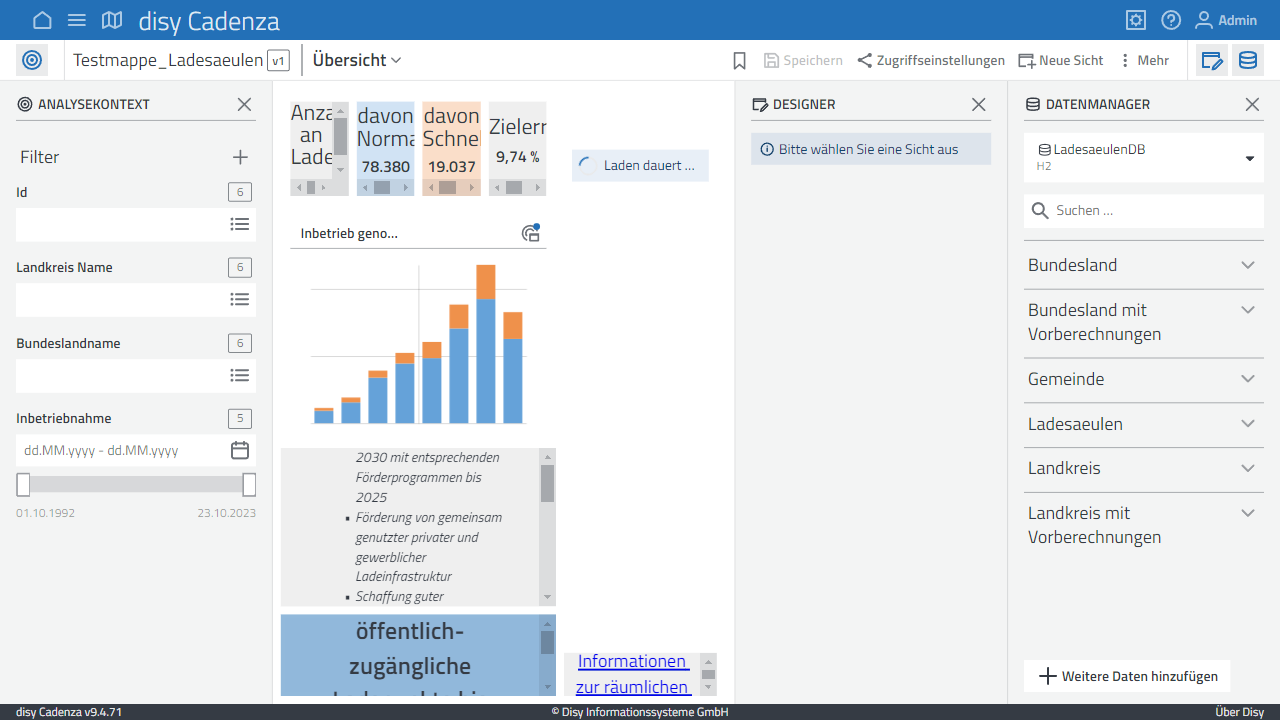 disy Cadenza
Admin
Testmappe_Ladesaeulen v1
Übersicht
Speichern
Zugriffseinstellungen
Neue Sicht
Mehr
ANALYSEKONTEXT
Filter
Id
6
Landkreis Name
6
Bundeslandname
6
Inbetriebnahme
5
dd.MM.yyyy - dd.MM.yyyy
01.10.1992
23.10.2023
an
davon
78.380
davon
19.037
9,74 %
Laden dauert ...
Inbetrieb geno...
2030 mit entsprechenden
Förderprogrammen bis
2025
▪ Förderung von gemeinsam
genutzter privater und
gewerblicher
Ladeinfrastruktur
▪ Schaffung guter
öffentlich-
zugängliche
Informationen
zur räumlichen
DESIGNER
Bitte wählen Sie eine Sicht aus
DATENMANAGER
LadesaeulenDB
H2
Suchen ...
Bundesland
Bundesland mit
Vorberechnungen
Gemeinde
Ladesaeulen
Landkreis
Landkreis mit
Vorberechnungen
Weitere Daten hinzufügen
disy Cadenza v9.4.71
© Disy Informationssysteme GmbH
Über Disy